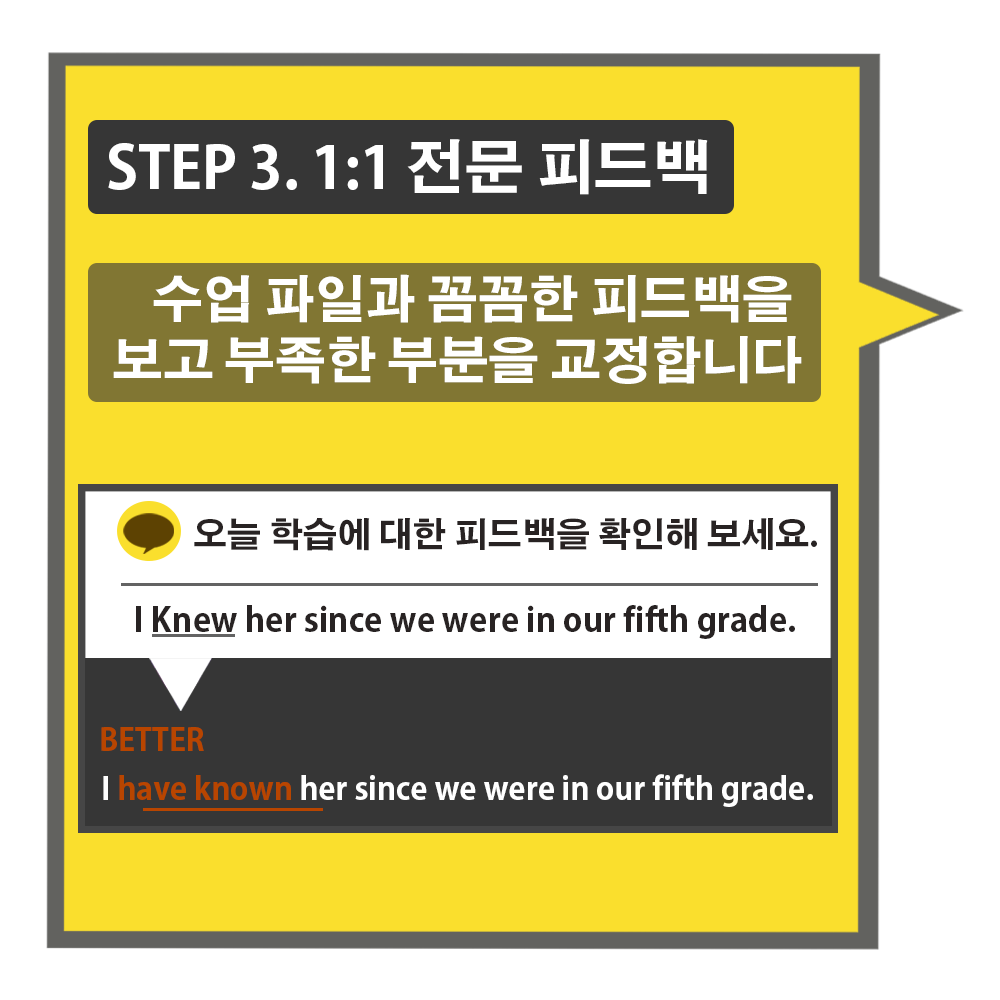 STEP 3. 1:1 전문 피드백
수업 파일과 꼼꼼한 피드백을
보고 부족한 부분을 교정합니다
오늘 학습에 대한 피드백을 확인해 보세요.
I Knew her since we were in our fifth grade.
BETTER
I have known her since we were in our fifth grade.